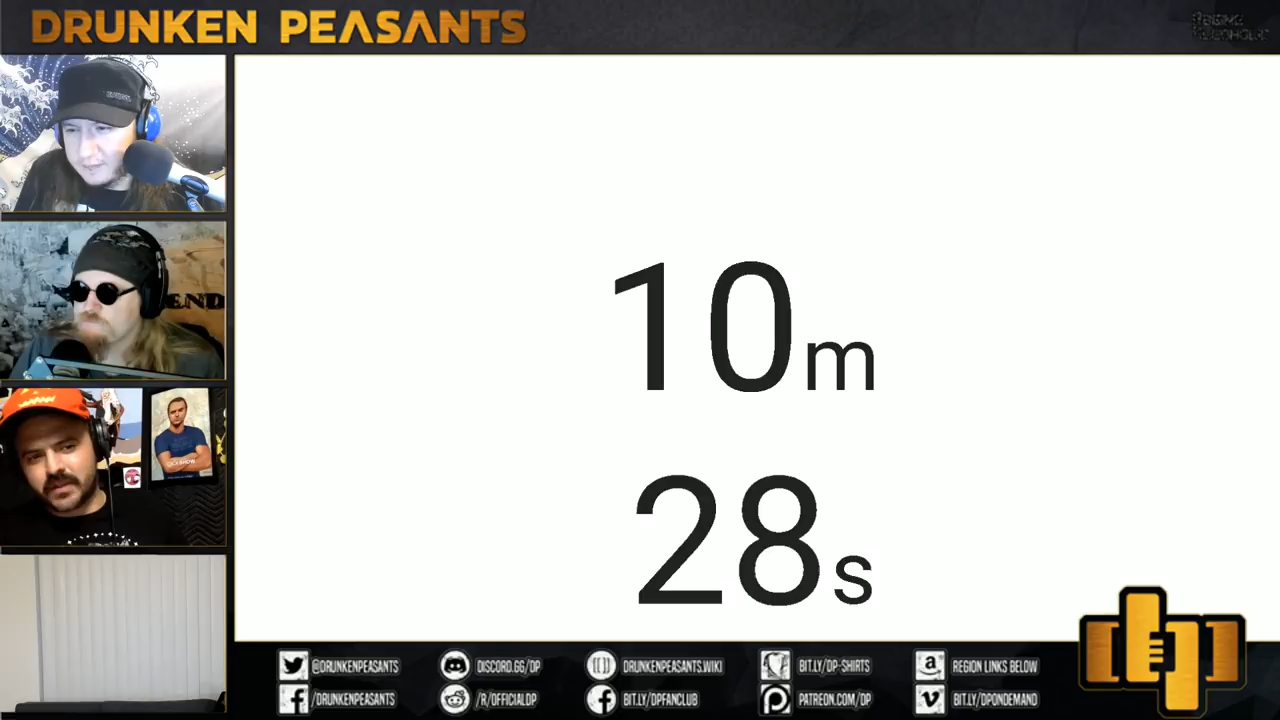 DRUNKEN PEASANTS
END
10m
28s
@DRUNKENPEASANTS
DISCORD.GG/DP
DRUNKENPEASANTS.WIKI
BIT.LY/DP-SHIRTS
REGION LINKS BELOW
/DRUNKENPEASANTS
/R/OFFICIALDP
BIT.LY/DPFANCLUB
PATREON.COM/DP
BIT.LY/DPONDEMAND